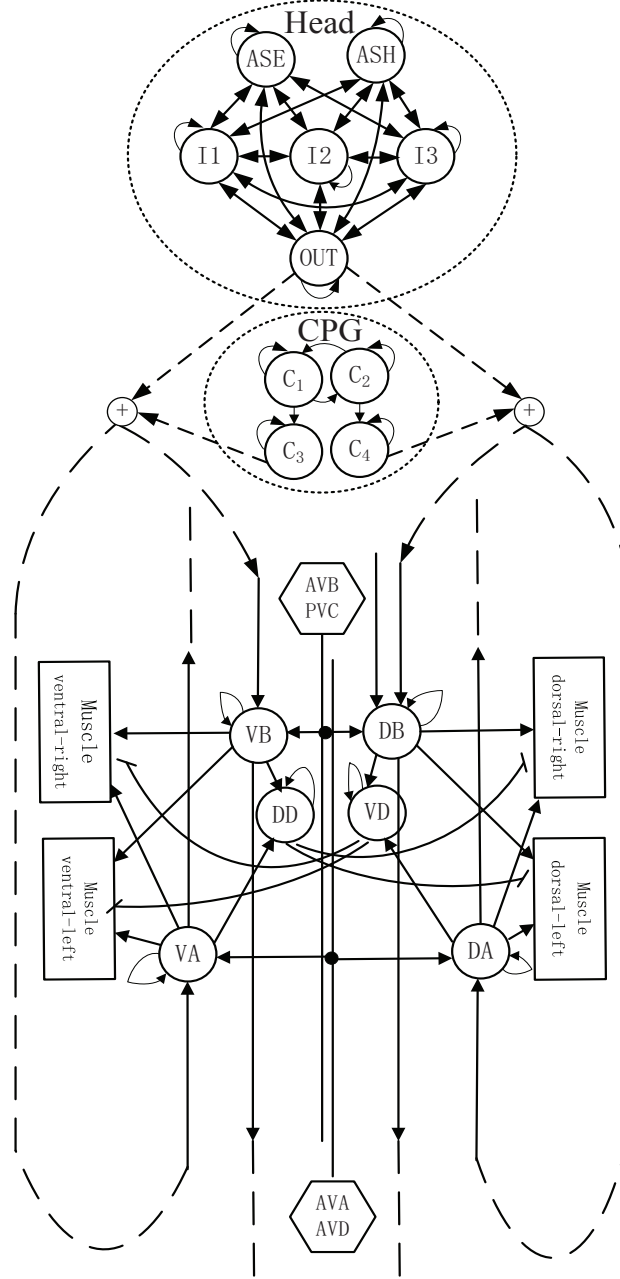 Head
ASE
ASH
I1
I2
I3
OUT
CPG
C1
C2
C3
C4
+
+
AVB
PVC
Muscle
ventral-right
Muscle
dorsal-right
VB
DB
DD
VD
Muscle
ventral-left
Muscle
dorsal-left
VA
DA
AVA
AVD